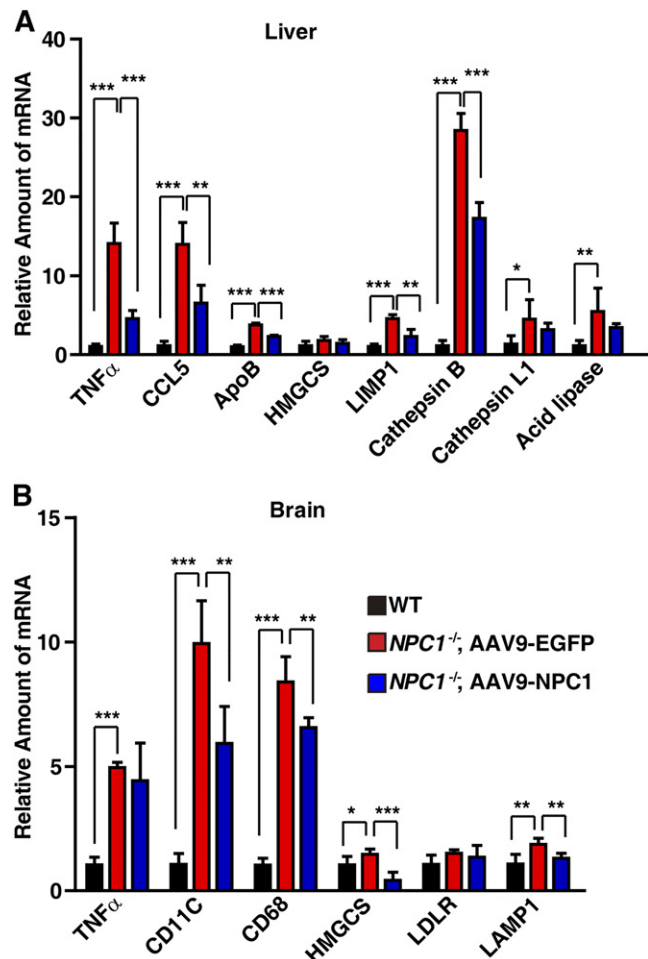 A
Liver
Relative Amount of mRNA
40
30
20
10
0
*** ***
*** **
*** ***
*** **
*** ***
*
**
TNFα
CCL5
ApoB
HMGCS
LIMP1
Cathepsin B
Cathepsin L1
Acid lipase
B
Brain
Relative Amount of mRNA
15
10
5
0
***
*** **
*** **
* ***
** **
WT
NPC1-/-; AAV9-EGFP
NPC1-/-; AAV9-NPC1
TNFα
CD11C
CD68
HMGCS
LDLR
LAMP1